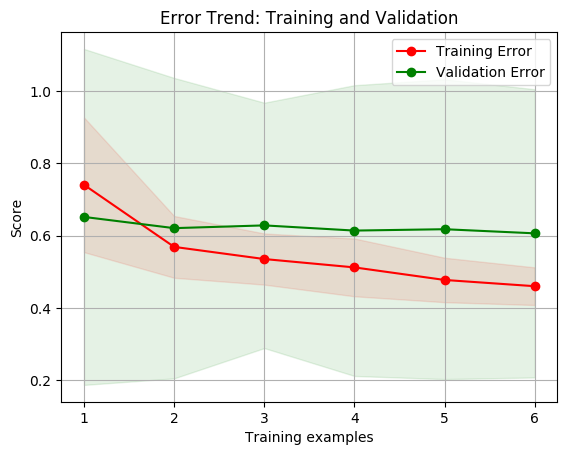 Error Trend: Training and Validation
Training Error
Validation Error
Score
1.0
0.8
0.6
0.4
0.2
1 2 3 4 5 6
Training examples